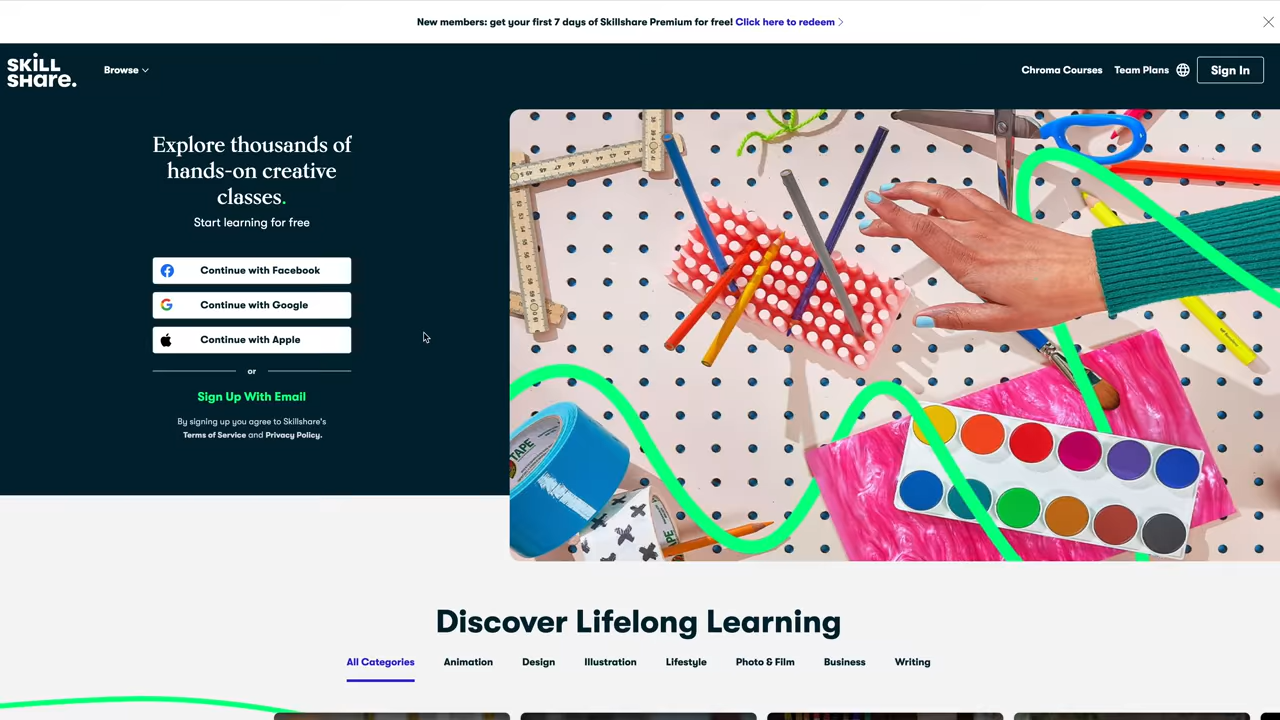 New members: get your first 7 days of Skillshare Premium for free! Click here to redeem
SKILL
SHARE.
Browse
Chroma Courses
Team Plans
Sign In
Explore thousands of
hands-on creative
classes.
Start learning for free
Continue with Facebook
Continue with Google
Continue with Apple
or
Sign Up With Email
By signing up you agree to Skillshare's
Terms of Service and Privacy Policy.
TAPE
Discover Lifelong Learning
All Categories
Animation
Design
Illustration
Lifestyle
Photo & Film
Business
Writing